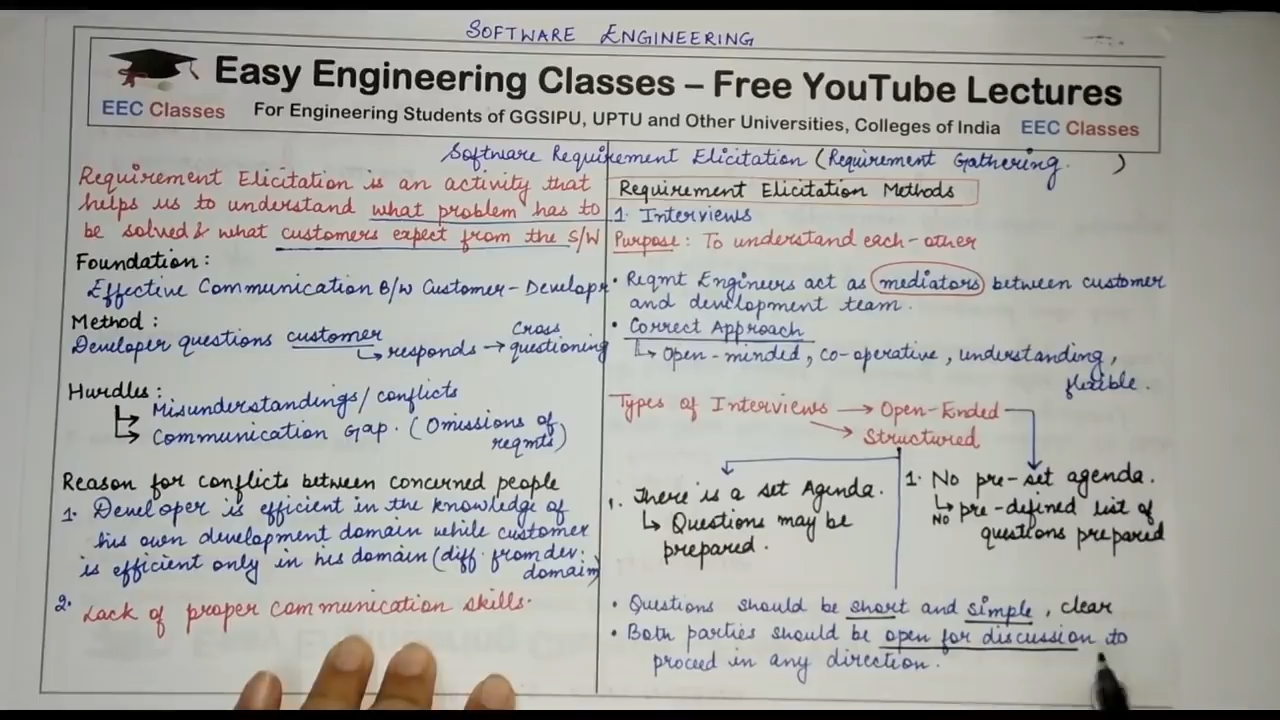 SOFTWARE ENGINEERING
Easy Engineering Classes – Free YouTube Lectures
EEC Classes For Engineering Students of GGSIPU, UPTU and Other Universities, Colleges of India EEC Classes
Software Requirement Elicitation (Requirement Gathering )
Requirement Elicitation is an activity that
helps us to understand what problem has to
be solved & what customers expect from the S/W
Foundation :
Effective Communication B/W Customer - Developr
Method :
Developer questions customer
responds → Cross
questioning
Hurdles :
Misunderstandings/ conflicts
Communication Gap. (Omissions of
reqmts)
Reason for conflicts between concerned people
1. Developer is efficient in the knowledge of
his own development domain while customer
is efficient only in his domain (diff. from dev.
domain)
2. Lack of proper communication skills.
Requirement Elicitation Methods
1. Interviews
Purpose : To understand each-other
• Reqmt Engineers act as mediators between customer
and development team.
• Correct Approach
↳ Open-minded, co-operative, understanding,
flexible.
Types of Interviews → Open-Ended
→ Structured
1. There is a set Agenda.
↳ Questions may be
prepared.
1. No pre-set agenda.
↳ No pre-defined list of
questions prepared
• Questions should be short and simple, clear
• Both parties should be open for discussion to
proceed in any direction.